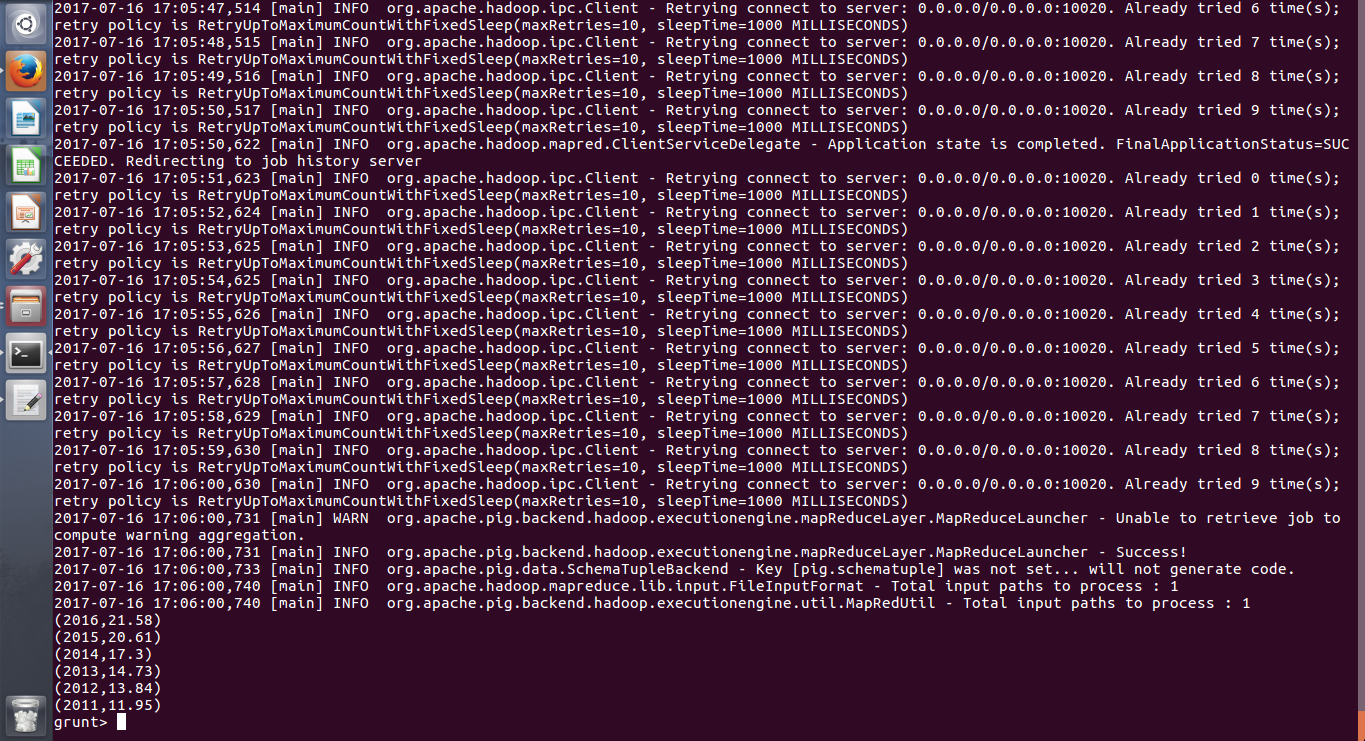 2017-07-16 17:05:47,514 [main] INFO  org.apache.hadoop.ipc.Client - Retrying connect to server: 0.0.0.0/0.0.0.0:10020. Already tried 6 time(s);
retry policy is RetryUpToMaximumCountWithFixedSleep(maxRetries=10, sleepTime=1000 MILLISECONDS)
2017-07-16 17:05:48,515 [main] INFO  org.apache.hadoop.ipc.Client - Retrying connect to server: 0.0.0.0/0.0.0.0:10020. Already tried 7 time(s);
retry policy is RetryUpToMaximumCountWithFixedSleep(maxRetries=10, sleepTime=1000 MILLISECONDS)
2017-07-16 17:05:49,516 [main] INFO  org.apache.hadoop.ipc.Client - Retrying connect to server: 0.0.0.0/0.0.0.0:10020. Already tried 8 time(s);
retry policy is RetryUpToMaximumCountWithFixedSleep(maxRetries=10, sleepTime=1000 MILLISECONDS)
2017-07-16 17:05:50,517 [main] INFO  org.apache.hadoop.ipc.Client - Retrying connect to server: 0.0.0.0/0.0.0.0:10020. Already tried 9 time(s);
retry policy is RetryUpToMaximumCountWithFixedSleep(maxRetries=10, sleepTime=1000 MILLISECONDS)
2017-07-16 17:05:50,622 [main] INFO  org.apache.hadoop.mapred.ClientServiceDelegate - Application state is completed. FinalApplicationStatus=SUC
CEEDED. Redirecting to job history server
2017-07-16 17:05:51,623 [main] INFO  org.apache.hadoop.ipc.Client - Retrying connect to server: 0.0.0.0/0.0.0.0:10020. Already tried 0 time(s);
retry policy is RetryUpToMaximumCountWithFixedSleep(maxRetries=10, sleepTime=1000 MILLISECONDS)
2017-07-16 17:05:52,624 [main] INFO  org.apache.hadoop.ipc.Client - Retrying connect to server: 0.0.0.0/0.0.0.0:10020. Already tried 1 time(s);
retry policy is RetryUpToMaximumCountWithFixedSleep(maxRetries=10, sleepTime=1000 MILLISECONDS)
2017-07-16 17:05:53,625 [main] INFO  org.apache.hadoop.ipc.Client - Retrying connect to server: 0.0.0.0/0.0.0.0:10020. Already tried 2 time(s);
retry policy is RetryUpToMaximumCountWithFixedSleep(maxRetries=10, sleepTime=1000 MILLISECONDS)
2017-07-16 17:05:54,625 [main] INFO  org.apache.hadoop.ipc.Client - Retrying connect to server: 0.0.0.0/0.0.0.0:10020. Already tried 3 time(s);
retry policy is RetryUpToMaximumCountWithFixedSleep(maxRetries=10, sleepTime=1000 MILLISECONDS)
2017-07-16 17:05:55,626 [main] INFO  org.apache.hadoop.ipc.Client - Retrying connect to server: 0.0.0.0/0.0.0.0:10020. Already tried 4 time(s);
retry policy is RetryUpToMaximumCountWithFixedSleep(maxRetries=10, sleepTime=1000 MILLISECONDS)
2017-07-16 17:05:56,627 [main] INFO  org.apache.hadoop.ipc.Client - Retrying connect to server: 0.0.0.0/0.0.0.0:10020. Already tried 5 time(s);
retry policy is RetryUpToMaximumCountWithFixedSleep(maxRetries=10, sleepTime=1000 MILLISECONDS)
2017-07-16 17:05:57,628 [main] INFO  org.apache.hadoop.ipc.Client - Retrying connect to server: 0.0.0.0/0.0.0.0:10020. Already tried 6 time(s);
retry policy is RetryUpToMaximumCountWithFixedSleep(maxRetries=10, sleepTime=1000 MILLISECONDS)
2017-07-16 17:05:58,629 [main] INFO  org.apache.hadoop.ipc.Client - Retrying connect to server: 0.0.0.0/0.0.0.0:10020. Already tried 7 time(s);
retry policy is RetryUpToMaximumCountWithFixedSleep(maxRetries=10, sleepTime=1000 MILLISECONDS)
2017-07-16 17:05:59,630 [main] INFO  org.apache.hadoop.ipc.Client - Retrying connect to server: 0.0.0.0/0.0.0.0:10020. Already tried 8 time(s);
retry policy is RetryUpToMaximumCountWithFixedSleep(maxRetries=10, sleepTime=1000 MILLISECONDS)
2017-07-16 17:06:00,630 [main] INFO  org.apache.hadoop.ipc.Client - Retrying connect to server: 0.0.0.0/0.0.0.0:10020. Already tried 9 time(s);
retry policy is RetryUpToMaximumCountWithFixedSleep(maxRetries=10, sleepTime=1000 MILLISECONDS)
2017-07-16 17:06:00,731 [main] WARN  org.apache.pig.backend.hadoop.executionengine.mapReduceLayer.MapReduceLauncher - Unable to retrieve job to
compute warning aggregation.
2017-07-16 17:06:00,731 [main] INFO  org.apache.pig.backend.hadoop.executionengine.mapReduceLayer.MapReduceLauncher - Success!
2017-07-16 17:06:00,733 [main] INFO  org.apache.pig.data.SchemaTupleBackend - Key [pig.schematuple] was not set... will not generate code.
2017-07-16 17:06:00,740 [main] INFO  org.apache.hadoop.mapreduce.lib.input.FileInputFormat - Total input paths to process : 1
2017-07-16 17:06:00,740 [main] INFO  org.apache.pig.backend.hadoop.executionengine.util.MapRedUtil - Total input paths to process : 1
(2016,21.58)
(2015,20.61)
(2014,17.3)
(2013,14.73)
(2012,13.84)
(2011,11.95)
grunt>